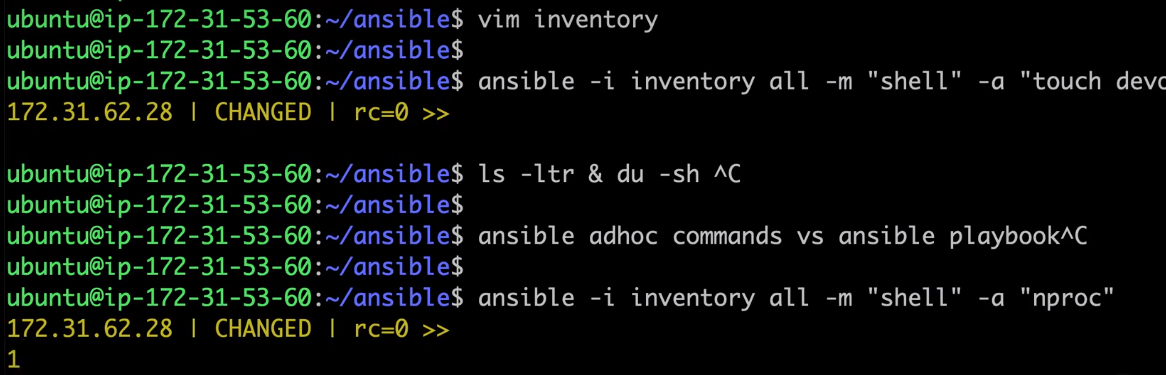 ubuntu@ip-172-31-53-60:~/ansible$ vim inventory
ubuntu@ip-172-31-53-60:~/ansible$
ubuntu@ip-172-31-53-60:~/ansible$ ansible -i inventory all -m "shell" -a "touch devo
172.31.62.28 | CHANGED | rc=0 >>
ubuntu@ip-172-31-53-60:~/ansible$ ls -ltr & du -sh ^C
ubuntu@ip-172-31-53-60:~/ansible$
ubuntu@ip-172-31-53-60:~/ansible$ ansible adhoc commands vs ansible playbook^C
ubuntu@ip-172-31-53-60:~/ansible$
ubuntu@ip-172-31-53-60:~/ansible$ ansible -i inventory all -m "shell" -a "nproc"
172.31.62.28 | CHANGED | rc=0 >>
1